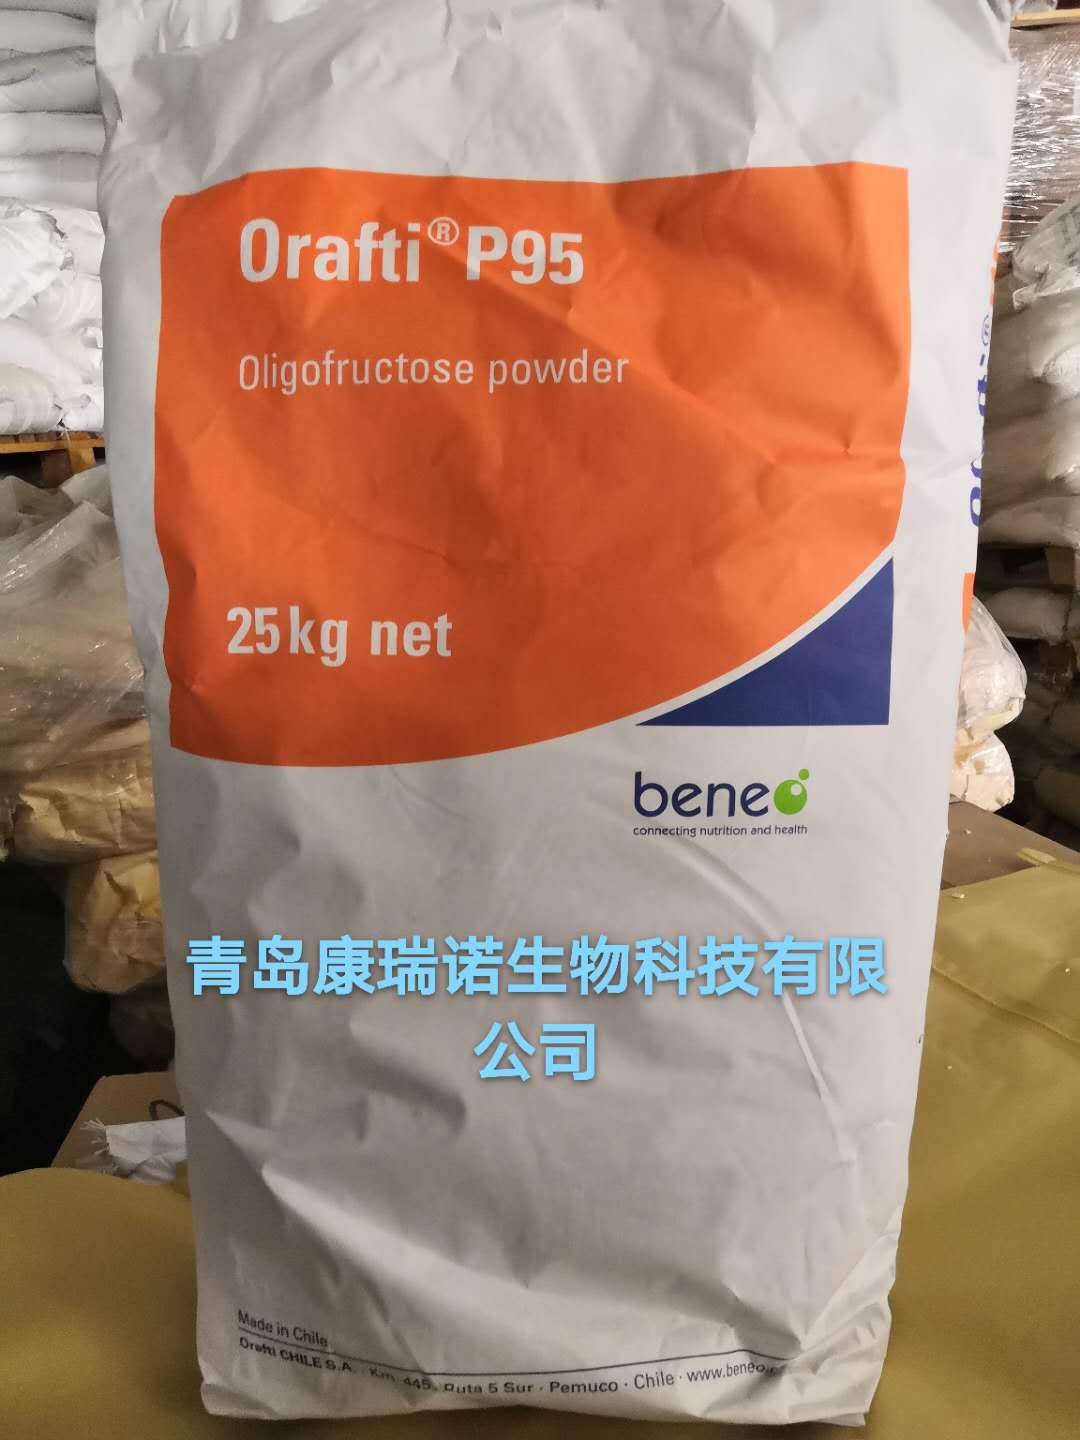 Orafti® P95
Oligofructose powder
25kg net
beneo
connecting nutrition and health
青岛康瑞诺生物科技有限
公司
Made in Chile
Orafti CHILE S.A. · Km. 445, Ruta 5 Sur · Pemuco · Chile · www.beneo.